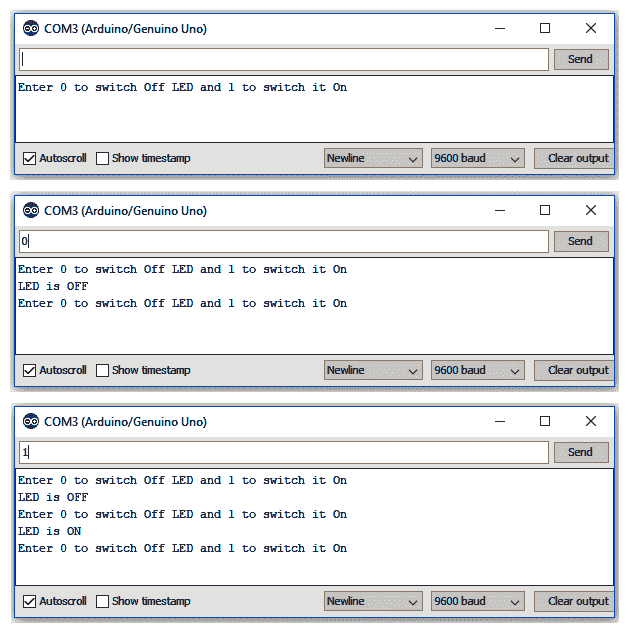 COM3 (Arduino/Genuino Uno)
Send
Enter 0 to switch Off LED and 1 to switch it On
Autoscroll Show timestamp Newline 9600 baud Clear output
COM3 (Arduino/Genuino Uno)
0 Send
Enter 0 to switch Off LED and 1 to switch it On
LED is OFF
Enter 0 to switch Off LED and 1 to switch it On
Autoscroll Show timestamp Newline 9600 baud Clear output
COM3 (Arduino/Genuino Uno)
1 Send
Enter 0 to switch Off LED and 1 to switch it On
LED is OFF
Enter 0 to switch Off LED and 1 to switch it On
LED is ON
Enter 0 to switch Off LED and 1 to switch it On
Autoscroll Show timestamp Newline 9600 baud Clear output